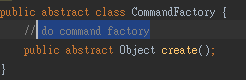 public abstract class CommandFactory {
// do command factory
public abstract Object create();
}